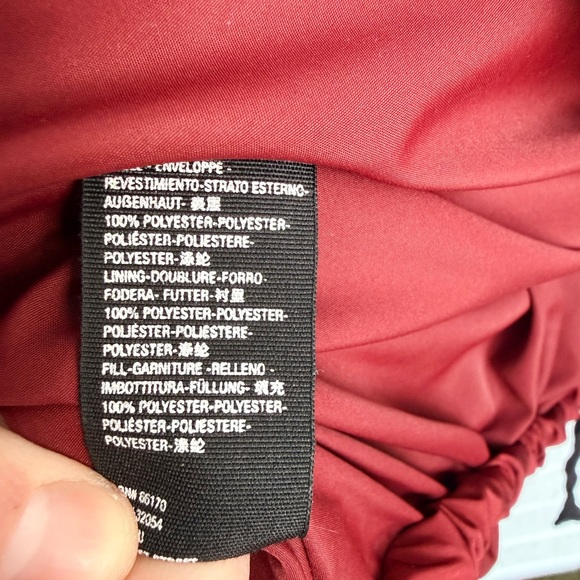 - ENVELOPPE -
REVESTIMIENTO-STRATO ESTERNO-
AUßENHAUT- 表层
100% POLYESTER-POLYESTER-
POLIÉSTER-POLIESTERE-
POLYESTER-涤纶
LINING-DOUBLURE-FORRO-
FODERA- FUTTER-衬里
100% POLYESTER-POLYESTER-
POLIÉSTER-POLIESTERE-
POLYESTER-涤纶
FILL-GARNITURE -RELLENO -
IMBOTTITURA-FÜLLUNG- 填充
100% POLYESTER-POLYESTER-
POLIÉSTER-POLIESTERE-
POLYESTER-涤纶
66170
32054